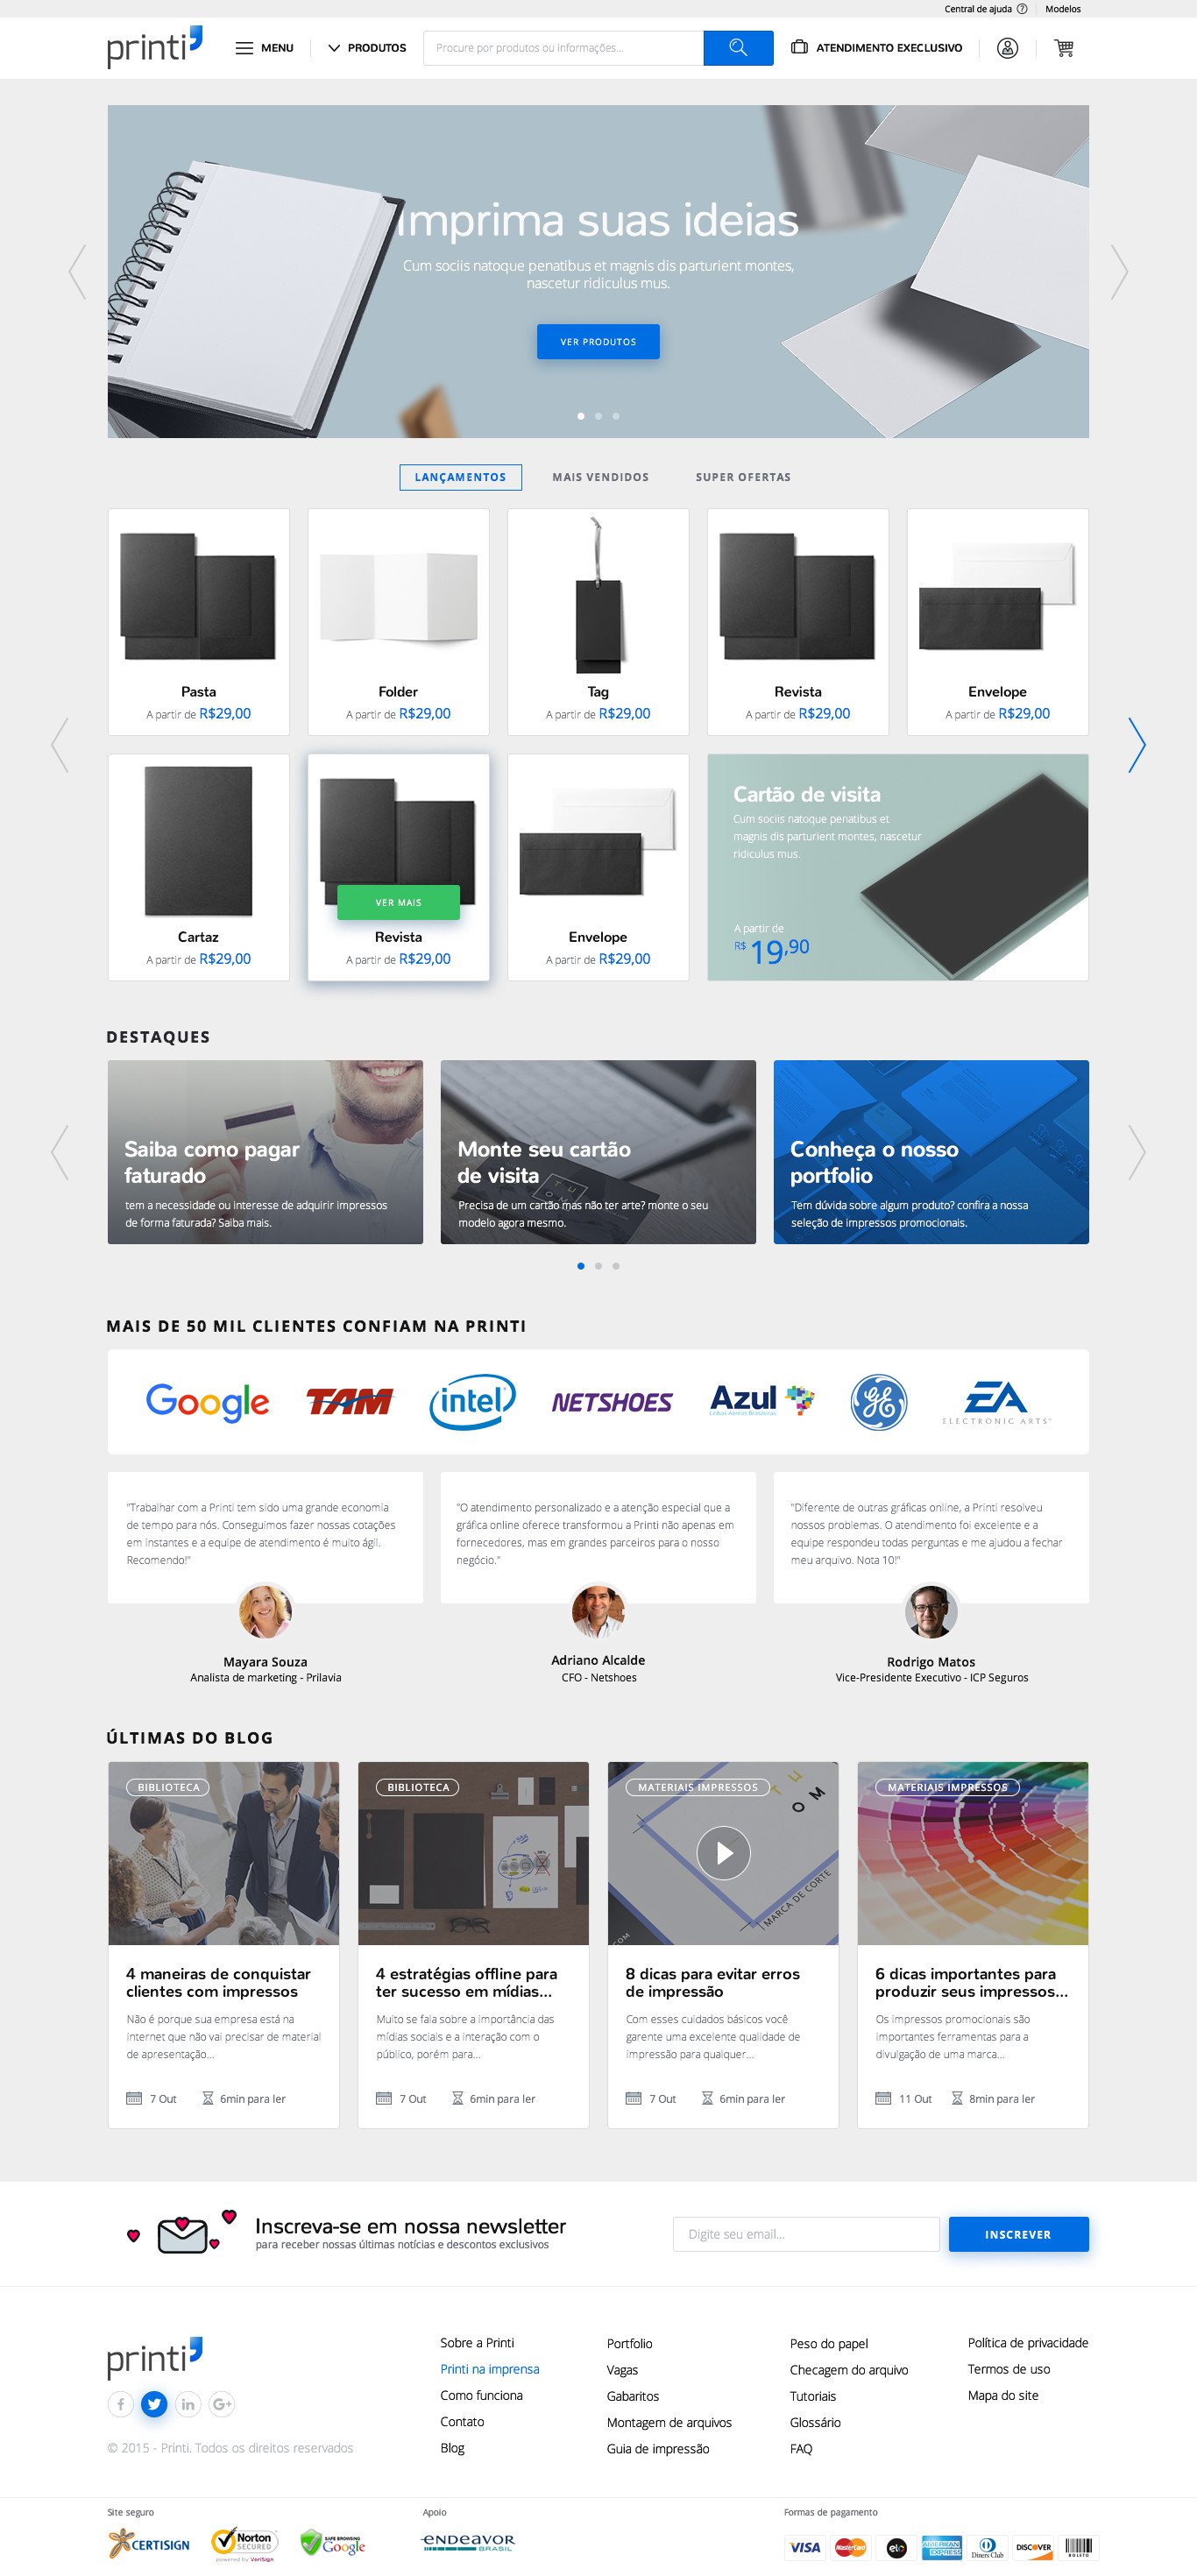 Central de ajuda ? Modelos
printi
MENU
PRODUTOS
Procure por produtos ou informações...
ATENDIMENTO EXECLUSIVO
Imprima suas ideias
Cum sociis natoque penatibus et magnis dis parturient montes,
nascetur ridiculus mus.
VER PRODUTOS
LANÇAMENTOS MAIS VENDIDOS SUPER OFERTAS
Pasta
A partir de R$29,00
Folder
A partir de R$29,00
Tag
A partir de R$29,00
Revista
A partir de R$29,00
Envelope
A partir de R$29,00
Cartaz
A partir de R$29,00
VER MAIS
Revista
A partir de R$29,00
Envelope
A partir de R$29,00
Cartão de visita
Cum sociis natoque penatibus et
magnis dis parturient montes, nascetur
ridiculus mus.
A partir de
R$ 19,90
DESTAQUES
Saiba como pagar
faturado
tem a necessidade ou interesse de adquirir impressos
de forma faturada? Saiba mais.
Monte seu cartão
de visita
Precisa de um cartão mas não ter arte? monte o seu
modelo agora mesmo.
Conheça o nosso
portfolio
Tem dúvida sobre algum produto? confira a nossa
seleção de impressos promocionais.
MAIS DE 50 MIL CLIENTES CONFIAM NA PRINTI
Google
TAM
intel
NETSHOES
Azul
Linhas Aéreas Brasileiras
GE
EA
ELECTRONIC ARTS™
"Trabalhar com a Printi tem sido uma grande economia
de tempo para nós. Conseguimos fazer nossas cotações
em instantes e a equipe de atendimento é muito ágil.
Recomendo!"
Mayara Souza
Analista de marketing - Prilavia
"O atendimento personalizado e a atenção especial que a
gráfica online oferece transformou a Printi não apenas em
fornecedores, mas em grandes parceiros para o nosso
negócio."
Adriano Alcalde
CFO - Netshoes
"Diferente de outras gráficas online, a Printi resolveu
nossos problemas. O atendimento foi excelente e a
equipe respondeu todas perguntas e me ajudou a fechar
meu arquivo. Nota 10!"
Rodrigo Matos
Vice-Presidente Executivo - ICP Seguros
ÚLTIMAS DO BLOG
BIBLIOTECA
4 maneiras de conquistar
clientes com impressos
Não é porque sua empresa está na
internet que não vai precisar de material
de apresentação...
7 Out 6min para ler
BIBLIOTECA
4 estratégias offline para
ter sucesso em mídias...
Muito se fala sobre a importância das
mídias sociais e a interação com o
público, porém para...
7 Out 6min para ler
MATERIAIS IMPRESSOS
T U
O M
MARCA DE CORTE
.COM
8 dicas para evitar erros
de impressão
Com esses cuidados básicos você
garente uma excelente qualidade de
impressão para qualquer...
7 Out 6min para ler
MATERIAIS IMPRESSOS
6 dicas importantes para
produzir seus impressos...
Os impressos promocionais são
importantes ferramentas para a
divulgação de uma marca...
11 Out 8min para ler
Inscreva-se em nossa newsletter
para receber nossas últimas notícias e descontos exclusivos
Digite seu email...
INSCREVER
printi
f in G+
© 2015 - Printi. Todos os direitos reservados
Sobre a Printi
Printi na imprensa
Como funciona
Contato
Blog
Portfolio
Vagas
Gabaritos
Montagem de arquivos
Guia de impressão
Peso do papel
Checagem do arquivo
Tutoriais
Glossário
FAQ
Política de privacidade
Termos de uso
Mapa do site
Site seguro
CERTISIGN
Norton
SECURED
powered by VeriSign
SAFE BROWSING
Google
Apoio
ENDEAVOR
BRASIL
Formas de pagamento
VISA
MasterCard
elo
AMERICAN EXPRESS
Diners Club
DISCOVER
BOLETO